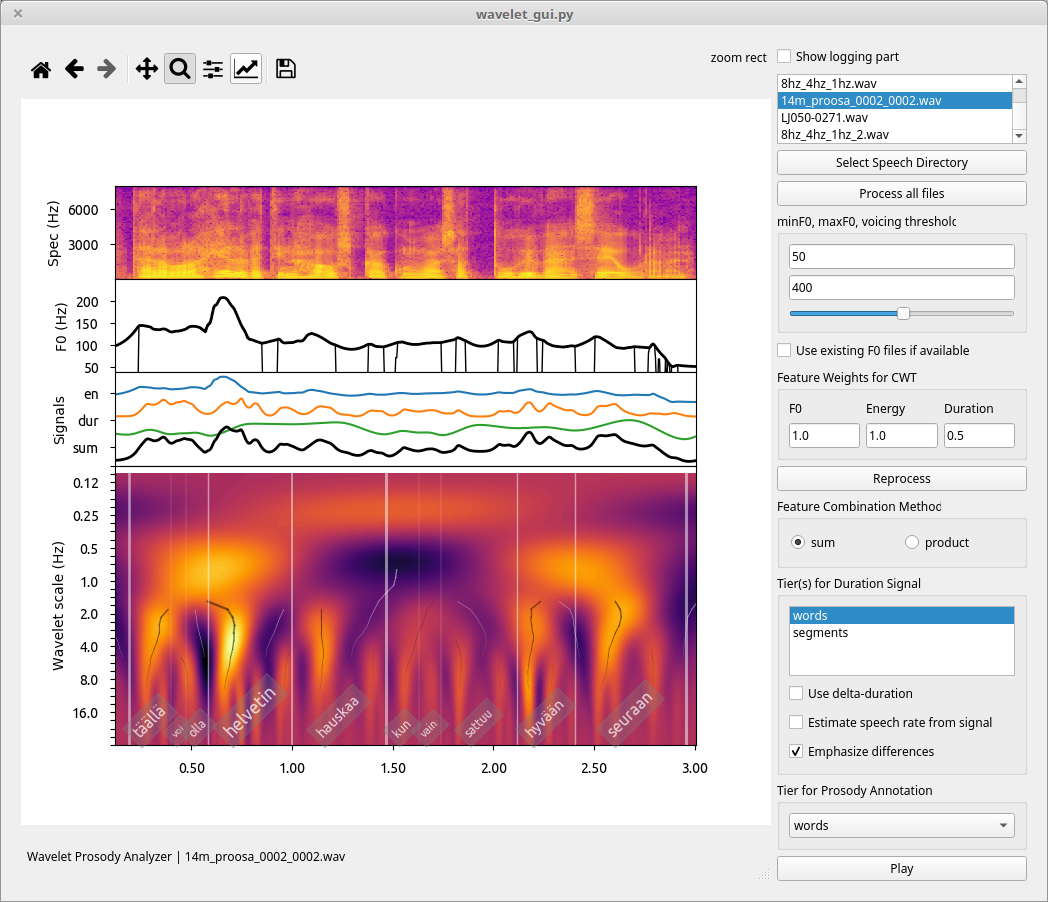 wavelet_gui.py
zoom rect
Show logging part
8hz_4hz_1hz.wav
14m_proosa_0002_0002.wav
LJ050-0271.wav
8hz_4hz_1hz_2.wav
Select Speech Directory
Process all files
minF0, maxF0, voicing threshold
50
400
Use existing F0 files if available
Feature Weights for CWT
F0 Energy Duration
1.0 1.0 0.5
Reprocess
Feature Combination Method
sum product
Tier(s) for Duration Signal
words
segments
Use delta-duration
Estimate speech rate from signal
Emphasize differences
Tier for Prosody Annotation
words
Play
Spec (Hz)
6000
3000
F0 (Hz)
200
150
100
50
Signals
en
dur
sum
Wavelet scale (Hz)
0.12
0.25
0.5
1.0
2.0
4.0
8.0
16.0
täällä
voi
olla
helvetin
hauskaa
kun
vain
sattuu
hyvään
seuraan
0.50 1.00 1.50 2.00 2.50 3.00
Wavelet Prosody Analyzer | 14m_proosa_0002_0002.wav